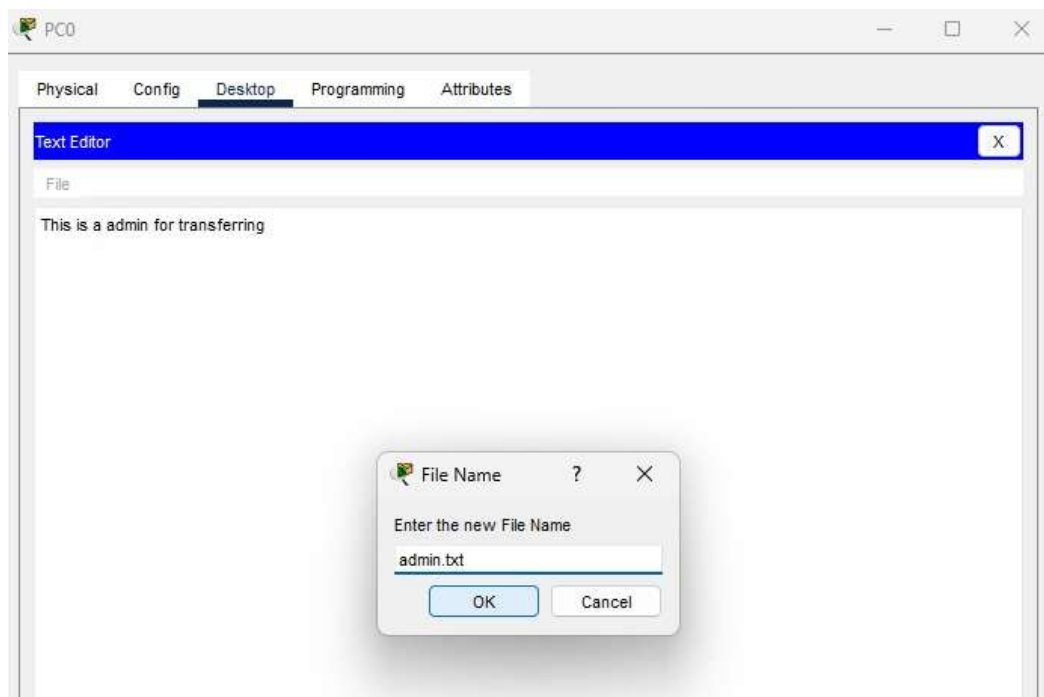 PC0
Physical Config Desktop Programming Attributes
Text Editor X
File
This is a admin for transferring
File Name ?
Enter the new File Name
admin.txt
OK Cancel